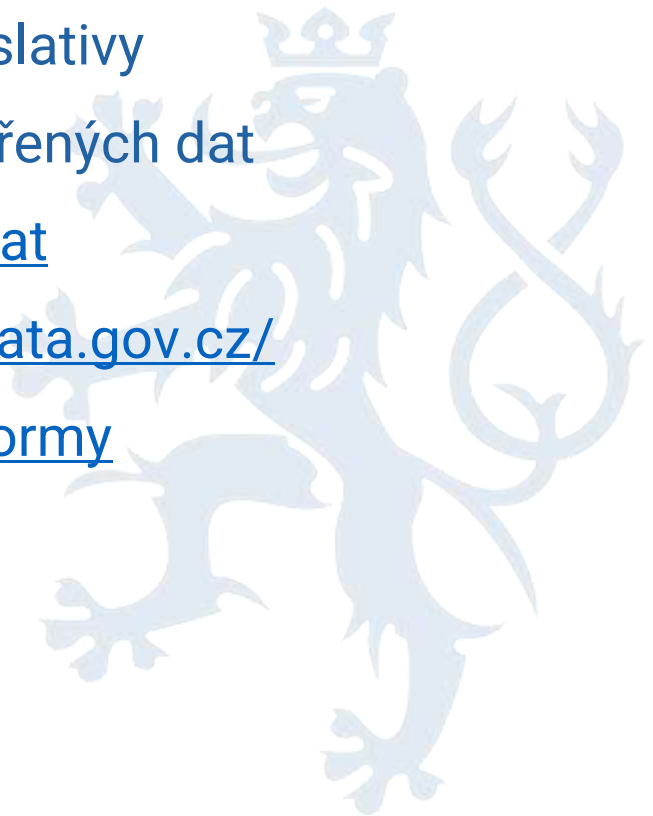 slativy
řených dat
at
ata.gov.cz/
ormy